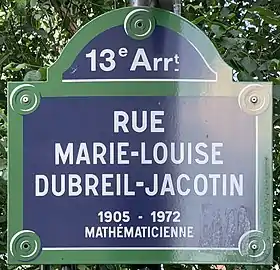 13e Arrt
RUE
MARIE-LOUISE
DUBREIL-JACOTIN
1905 - 1972
MATHÉMATICIENNE